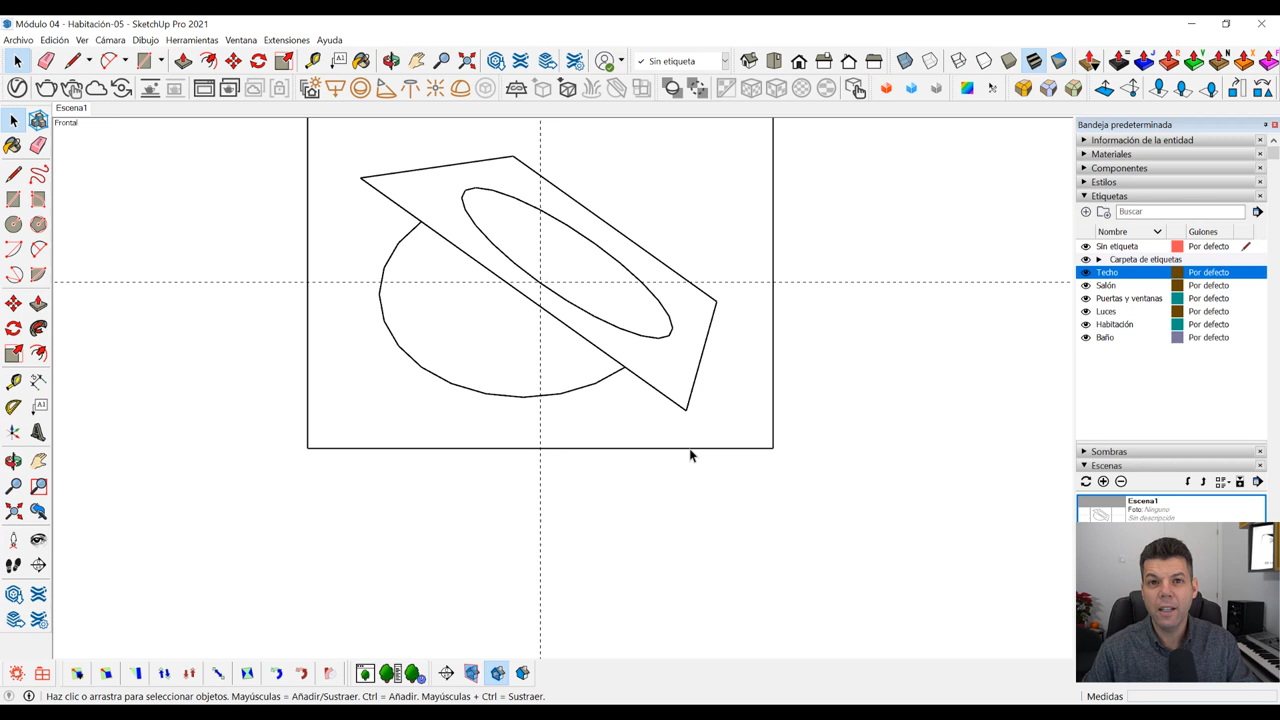 Módulo 04 - Habitación-05 - SketchUp Pro 2021
Archivo Edición Ver Cámara Dibujo Herramientas Ventana Extensiones Ayuda
Sin etiqueta
Escena1
Frontal
Bandeja predeterminada
Información de la entidad
Materiales
Componentes
Estilos
Etiquetas
Buscar
Nombre Guiones
Sin etiqueta Por defecto
Carpeta de etiquetas
Techo Por defecto
Salón Por defecto
Puertas y ventanas Por defecto
Luces Por defecto
Habitación Por defecto
Baño Por defecto
Sombras
Escenas
Escena1
Foto: Ninguno
Sin descripción
Haz clic o arrastra para seleccionar objetos. Mayúsculas = Añadir/Sustraer. Ctrl = Añadir. Mayúsculas + Ctrl = Sustraer.
Medidas